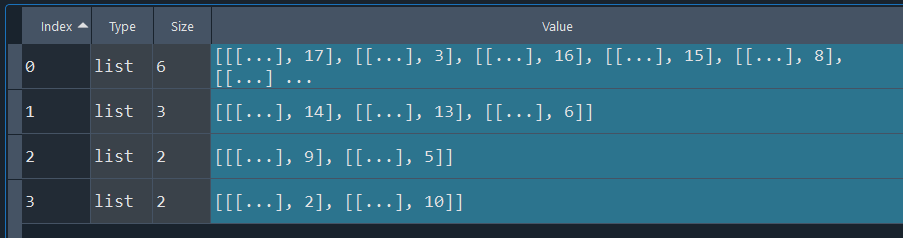 Index Type Size Value
0 list 6 [[[...], 17], [[...], 3], [[...], 16], [[...], 15], [[...], 8],
[[...] ...
1 list 3 [[[...], 14], [[...], 13], [[...], 6]]
2 list 2 [[[...], 9], [[...], 5]]
3 list 2 [[[...], 2], [[...], 10]]